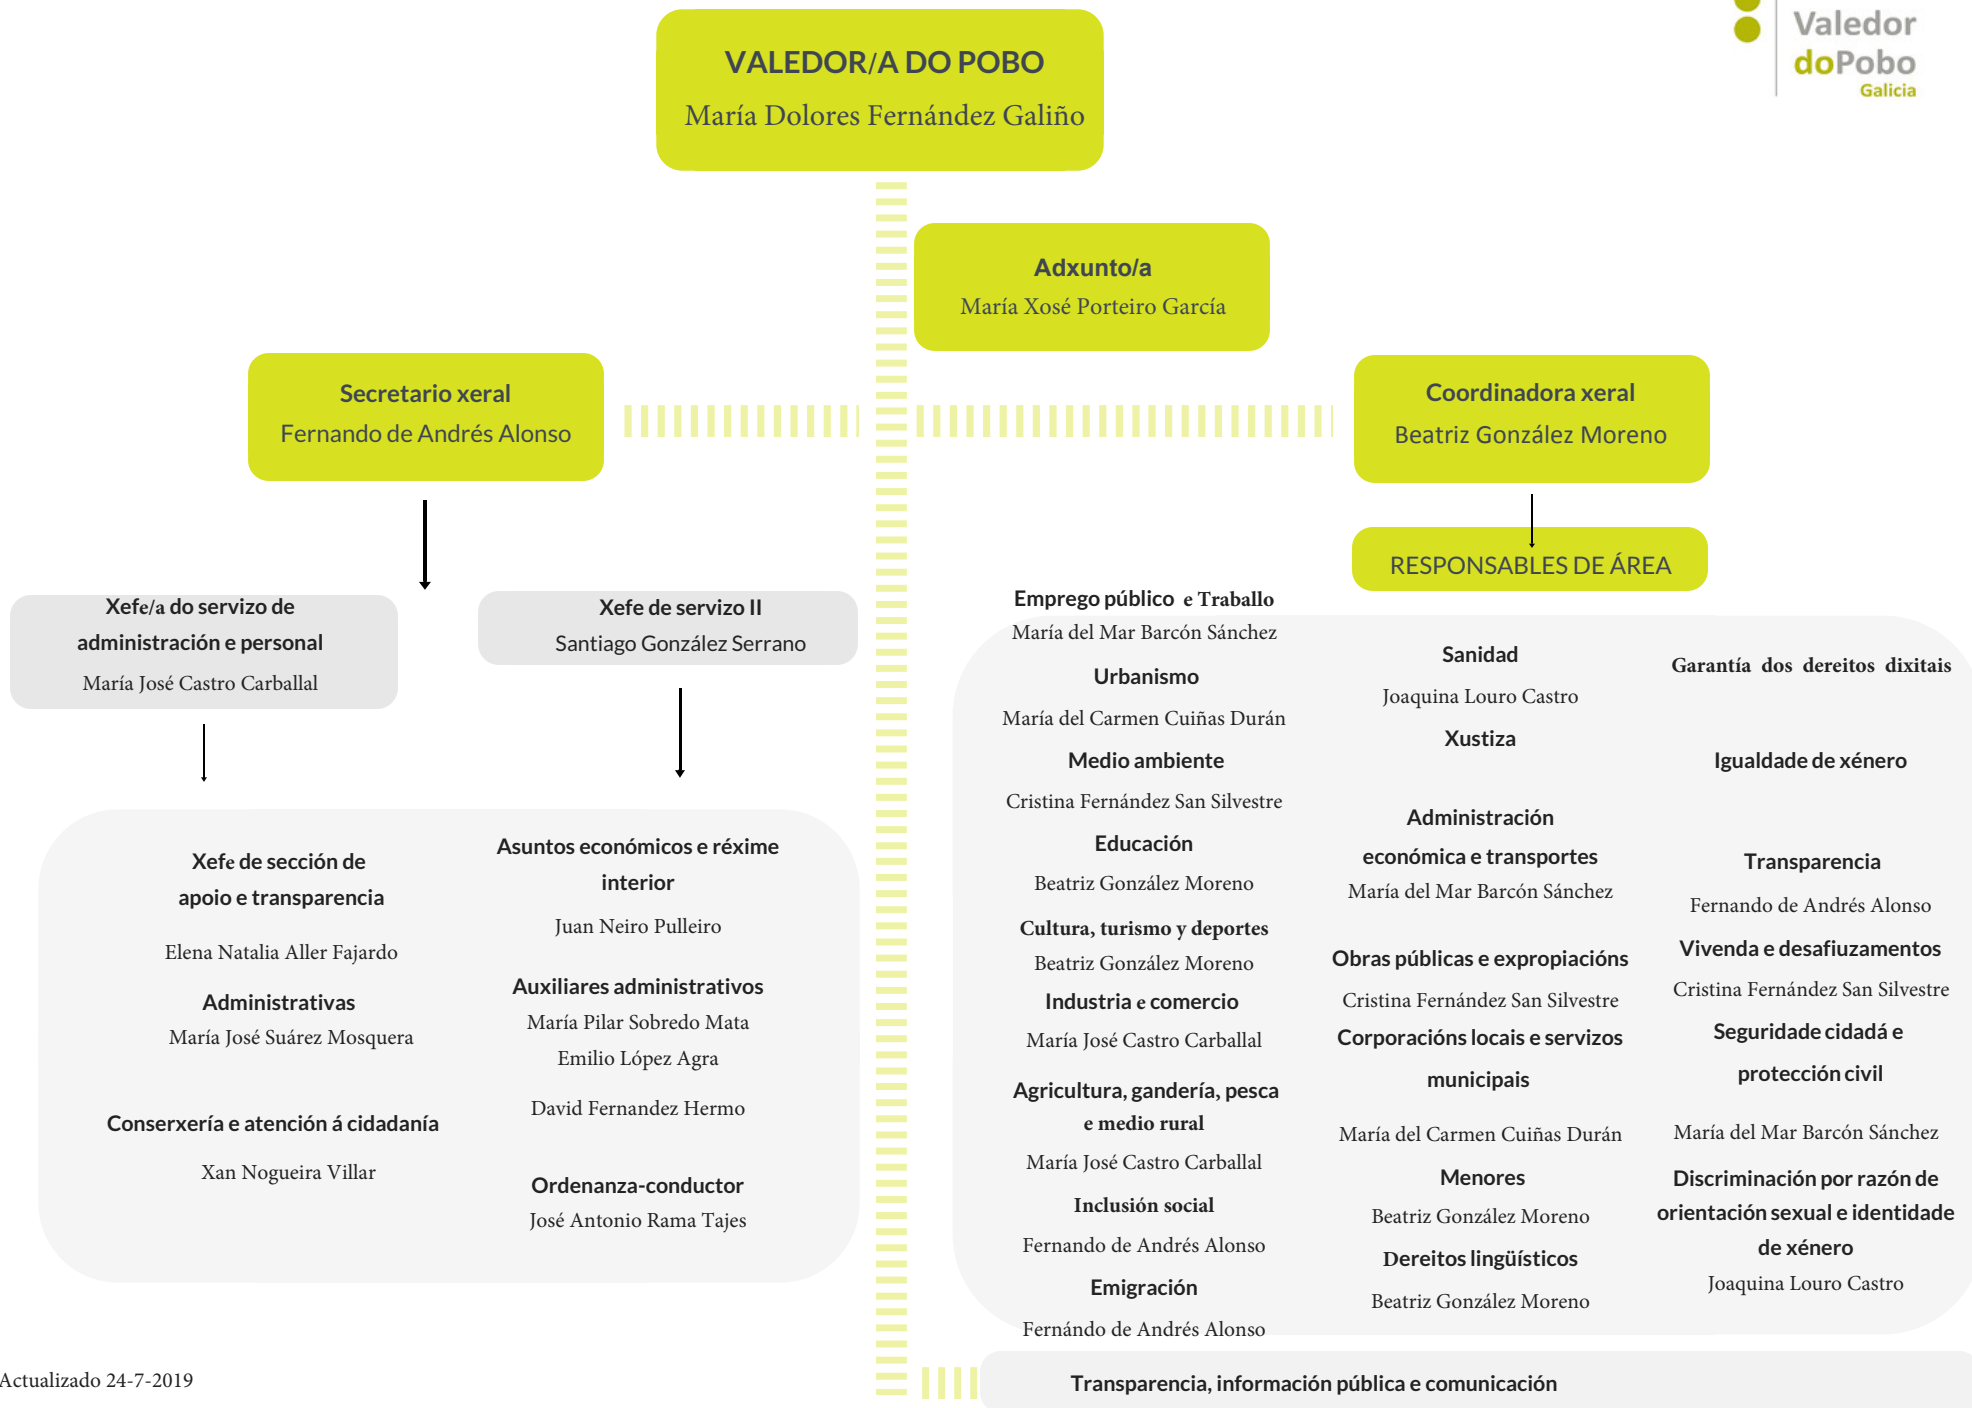 Valedor
doPobo
Galicia
VALEDOR/A DO POBO
María Dolores Fernández Galiño
Adxunto/a
María Xosé Porteiro García
Secretario xeral
Fernando de Andrés Alonso
Coordinadora xeral
Beatriz González Moreno
RESPONSABLES DE ÁREA
Xefe/a do servizo de
administración e personal
María José Castro Carballal
Xefe de servizo II
Santiago González Serrano
Xefe de sección de
apoio e transparencia
Elena Natalia Aller Fajardo
Administrativas
María José Suárez Mosquera
Conserxería e atención á cidadanía
Xan Nogueira Villar
Asuntos económicos e réxime
interior
Juan Neiro Pulleiro
Auxiliares administrativos
María Pilar Sobredo Mata
Emilio López Agra
David Fernandez Hermo
Ordenanza-conductor
José Antonio Rama Tajes
Emprego público e Traballo
María del Mar Barcón Sánchez
Urbanismo
María del Carmen Cuiñas Durán
Medio ambiente
Cristina Fernández San Silvestre
Educación
Beatriz González Moreno
Cultura, turismo y deportes
Beatriz González Moreno
Industria e comercio
María José Castro Carballal
Agricultura, gandería, pesca
e medio rural
María José Castro Carballal
Inclusión social
Fernando de Andrés Alonso
Emigración
Fernándo de Andrés Alonso
Sanidad
Joaquina Louro Castro
Xustiza
Administración
económica e transportes
María del Mar Barcón Sánchez
Obras públicas e expropiacións
Cristina Fernández San Silvestre
Corporacións locais e servizos
municipais
María del Carmen Cuiñas Durán
Menores
Beatriz González Moreno
Dereitos lingüísticos
Beatriz González Moreno
Garantía dos dereitos dixitais
Igualdade de xénero
Transparencia
Fernando de Andrés Alonso
Vivenda e desafiuzamentos
Cristina Fernández San Silvestre
Seguridade cidadá e
protección civil
María del Mar Barcón Sánchez
Discriminación por razón de
orientación sexual e identidade
de xénero
Joaquina Louro Castro
Transparencia, información pública e comunicación
Actualizado 24-7-2019